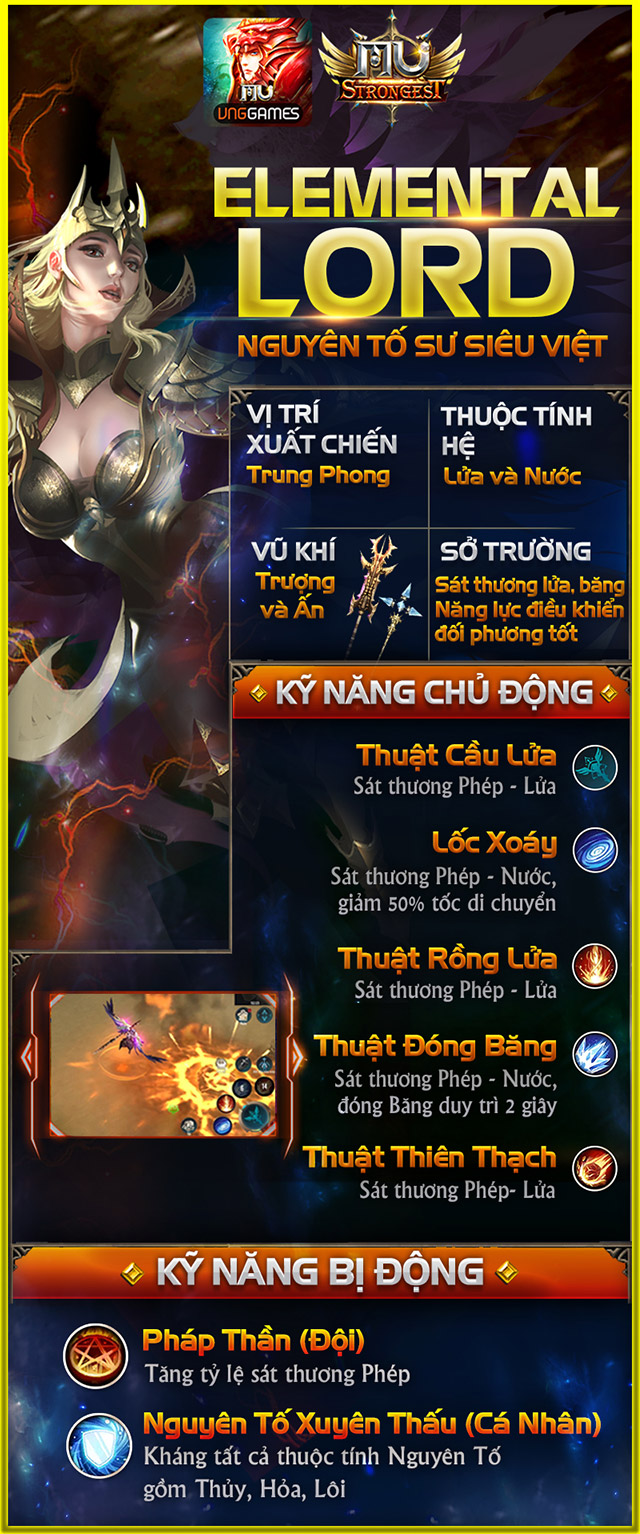 MU
VNGGAMES
MU
STRONGEST
ELEMENTAL
LORD
NGUYÊN TỐ SƯ SIÊU VIỆT
VỊ TRÍ
XUẤT CHIẾN
Trung Phong
THUỘC TÍNH
HỆ
Lửa và Nước
VŨ KHÍ
Trượng
và Ấn
SỞ TRƯỜNG
Sát thương lửa, băng
Năng lực điều khiển
đối phương tốt
KỸ NĂNG CHỦ ĐỘNG
Thuật Cầu Lửa
Sát thương Phép - Lửa
Lốc Xoáy
Sát thương Phép - Nước,
giảm 50% tốc di chuyển
Thuật Rồng Lửa
Sát thương Phép - Lửa
Thuật Đóng Băng
Sát thương Phép - Nước,
đóng Băng duy trì 2 giây
Thuật Thiên Thạch
Sát thương Phép- Lửa
KỸ NĂNG BỊ ĐỘNG
Pháp Thần (Đội)
Tăng tỷ lệ sát thương Phép
Nguyên Tố Xuyên Thấu (Cá Nhân)
Kháng tất cả thuộc tính Nguyên Tố
gồm Thủy, Hỏa, Lôi